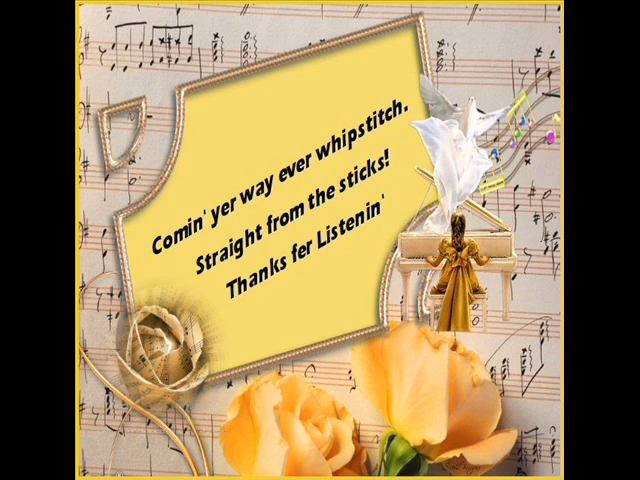 Comin' yer way ever whipstitch.
Straight from the sticks!
Thanks fer Listenin'